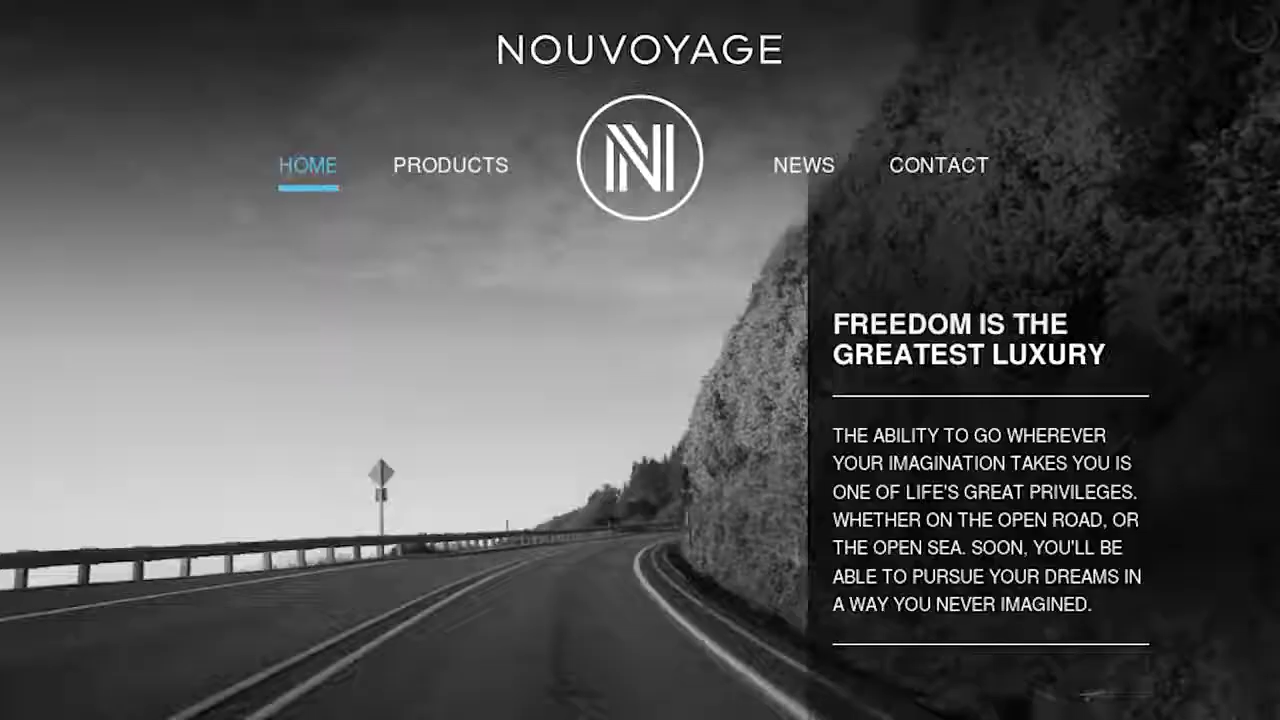 NOUVOYAGE
N
HOME PRODUCTS NEWS CONTACT
FREEDOM IS THE
GREATEST LUXURY
THE ABILITY TO GO WHEREVER
YOUR IMAGINATION TAKES YOU IS
ONE OF LIFE'S GREAT PRIVILEGES.
WHETHER ON THE OPEN ROAD, OR
THE OPEN SEA. SOON, YOU'LL BE
ABLE TO PURSUE YOUR DREAMS IN
A WAY YOU NEVER IMAGINED.